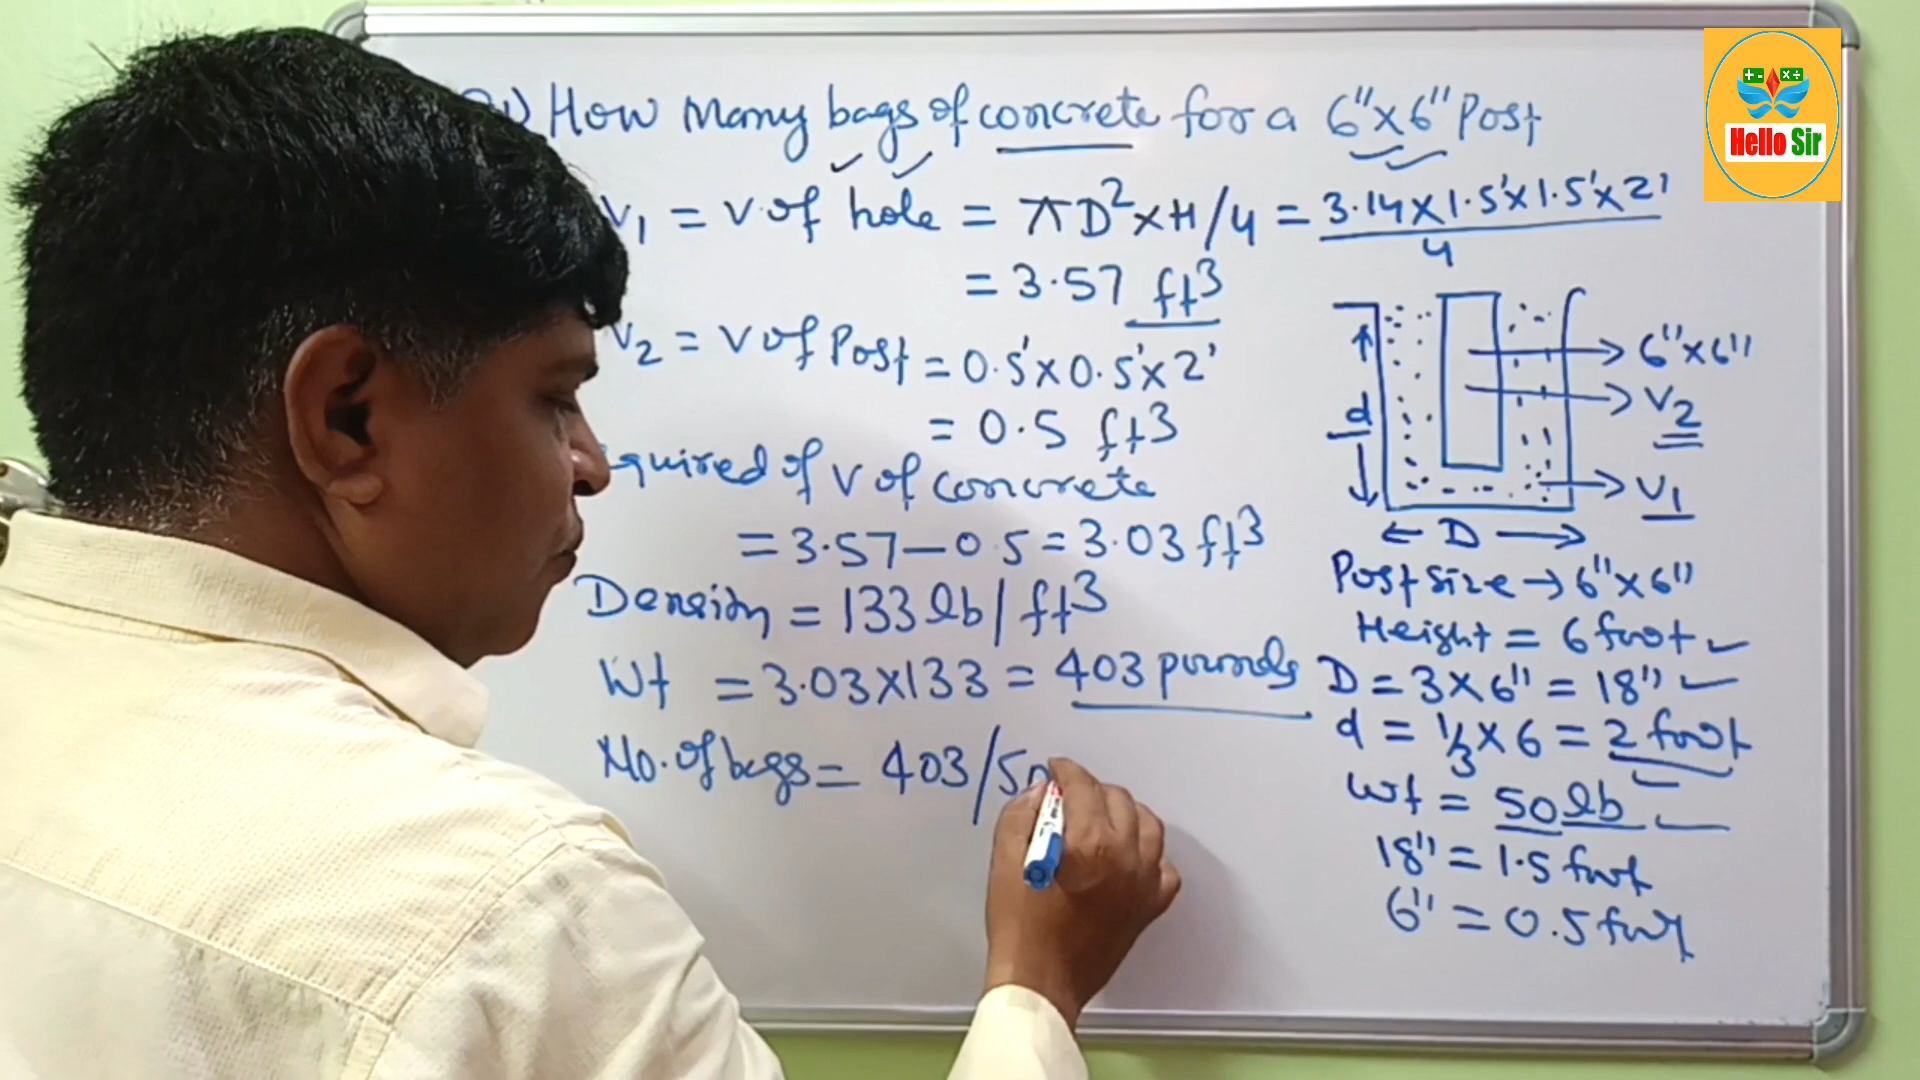 How Many bags of concrete for a 6"x6" Post
V1 = V of hole = πD²xH/4 = 3.14x1.5'x1.5'x2'
4
= 3.57 ft3
V2 = V of Post = 0.5'x0.5'x2'
= 0.5 ft3
of V of concrete
= 3.57-0.5 = 3.03 ft3
Density = 133 lb/ft3
Wt = 3.03x133 = 403 pounds
No. of bags = 403/50
6"x6"
V2
d
V1
D
Post size → 6"x6"
Height = 6 foot
D = 3x6" = 18"
d = 1/3x6 = 2 foot
Wt = 50lb
18" = 1.5 foot
6" = 0.5 foot
+ - x ÷
Hello Sir